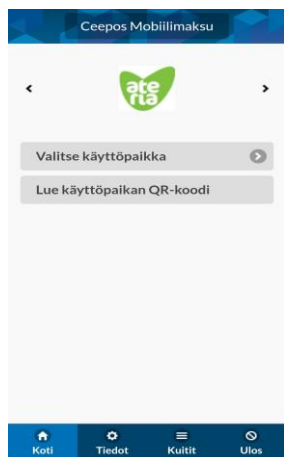 Ceepos Mobiilimaksu
ate
ria
Valitse käyttöpaikka
Lue käyttöpaikan QR-koodi
Koti Tiedot Kuitit Ulos